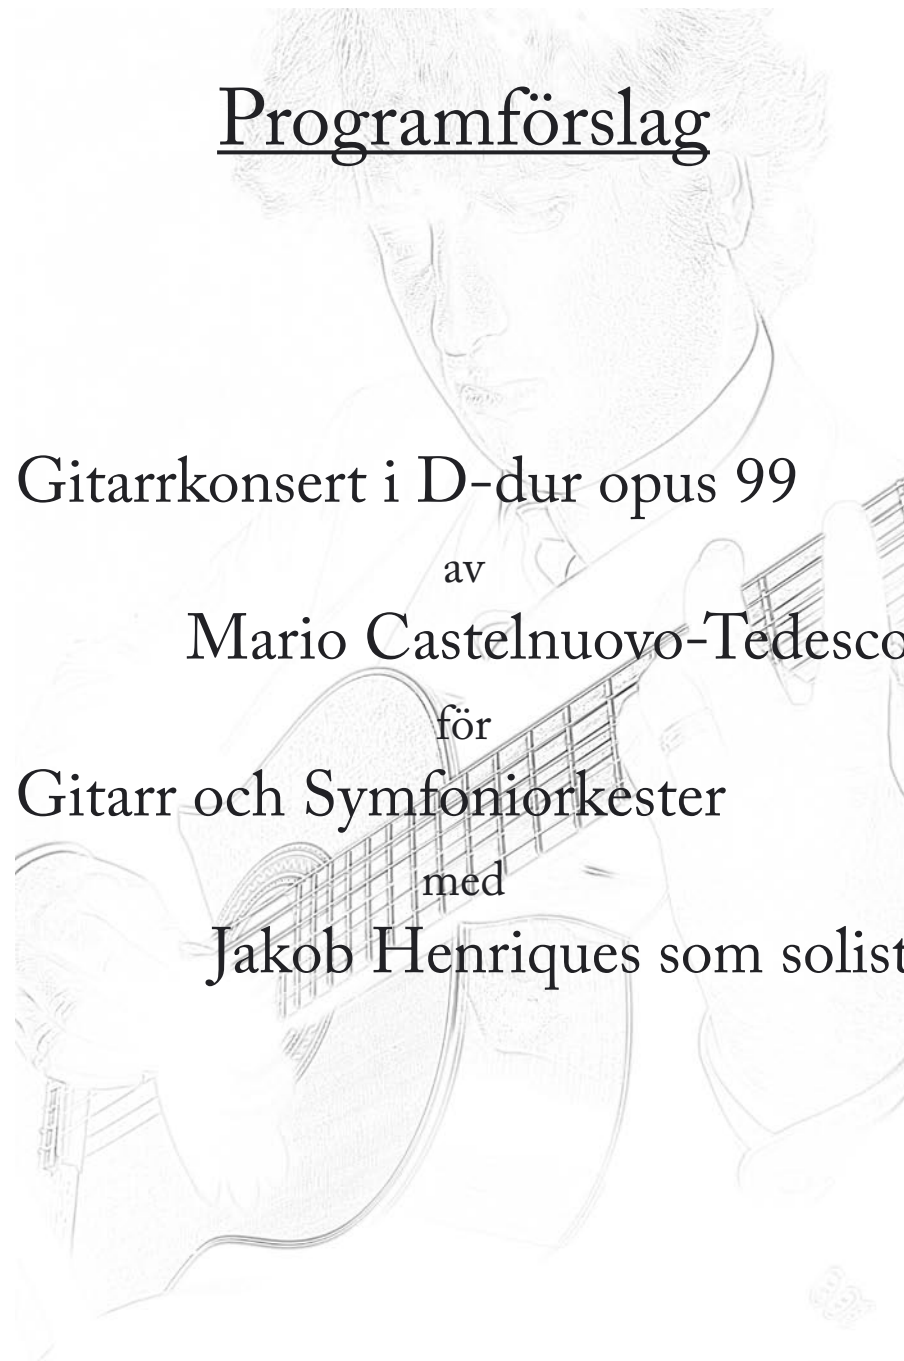 Programförslag
Gitarrkonsert i D-dur opus 99
av
Mario Castelnuovo-Tedesco
för
Gitarr och Symfoniorkester
med
Jakob Henriques som solist